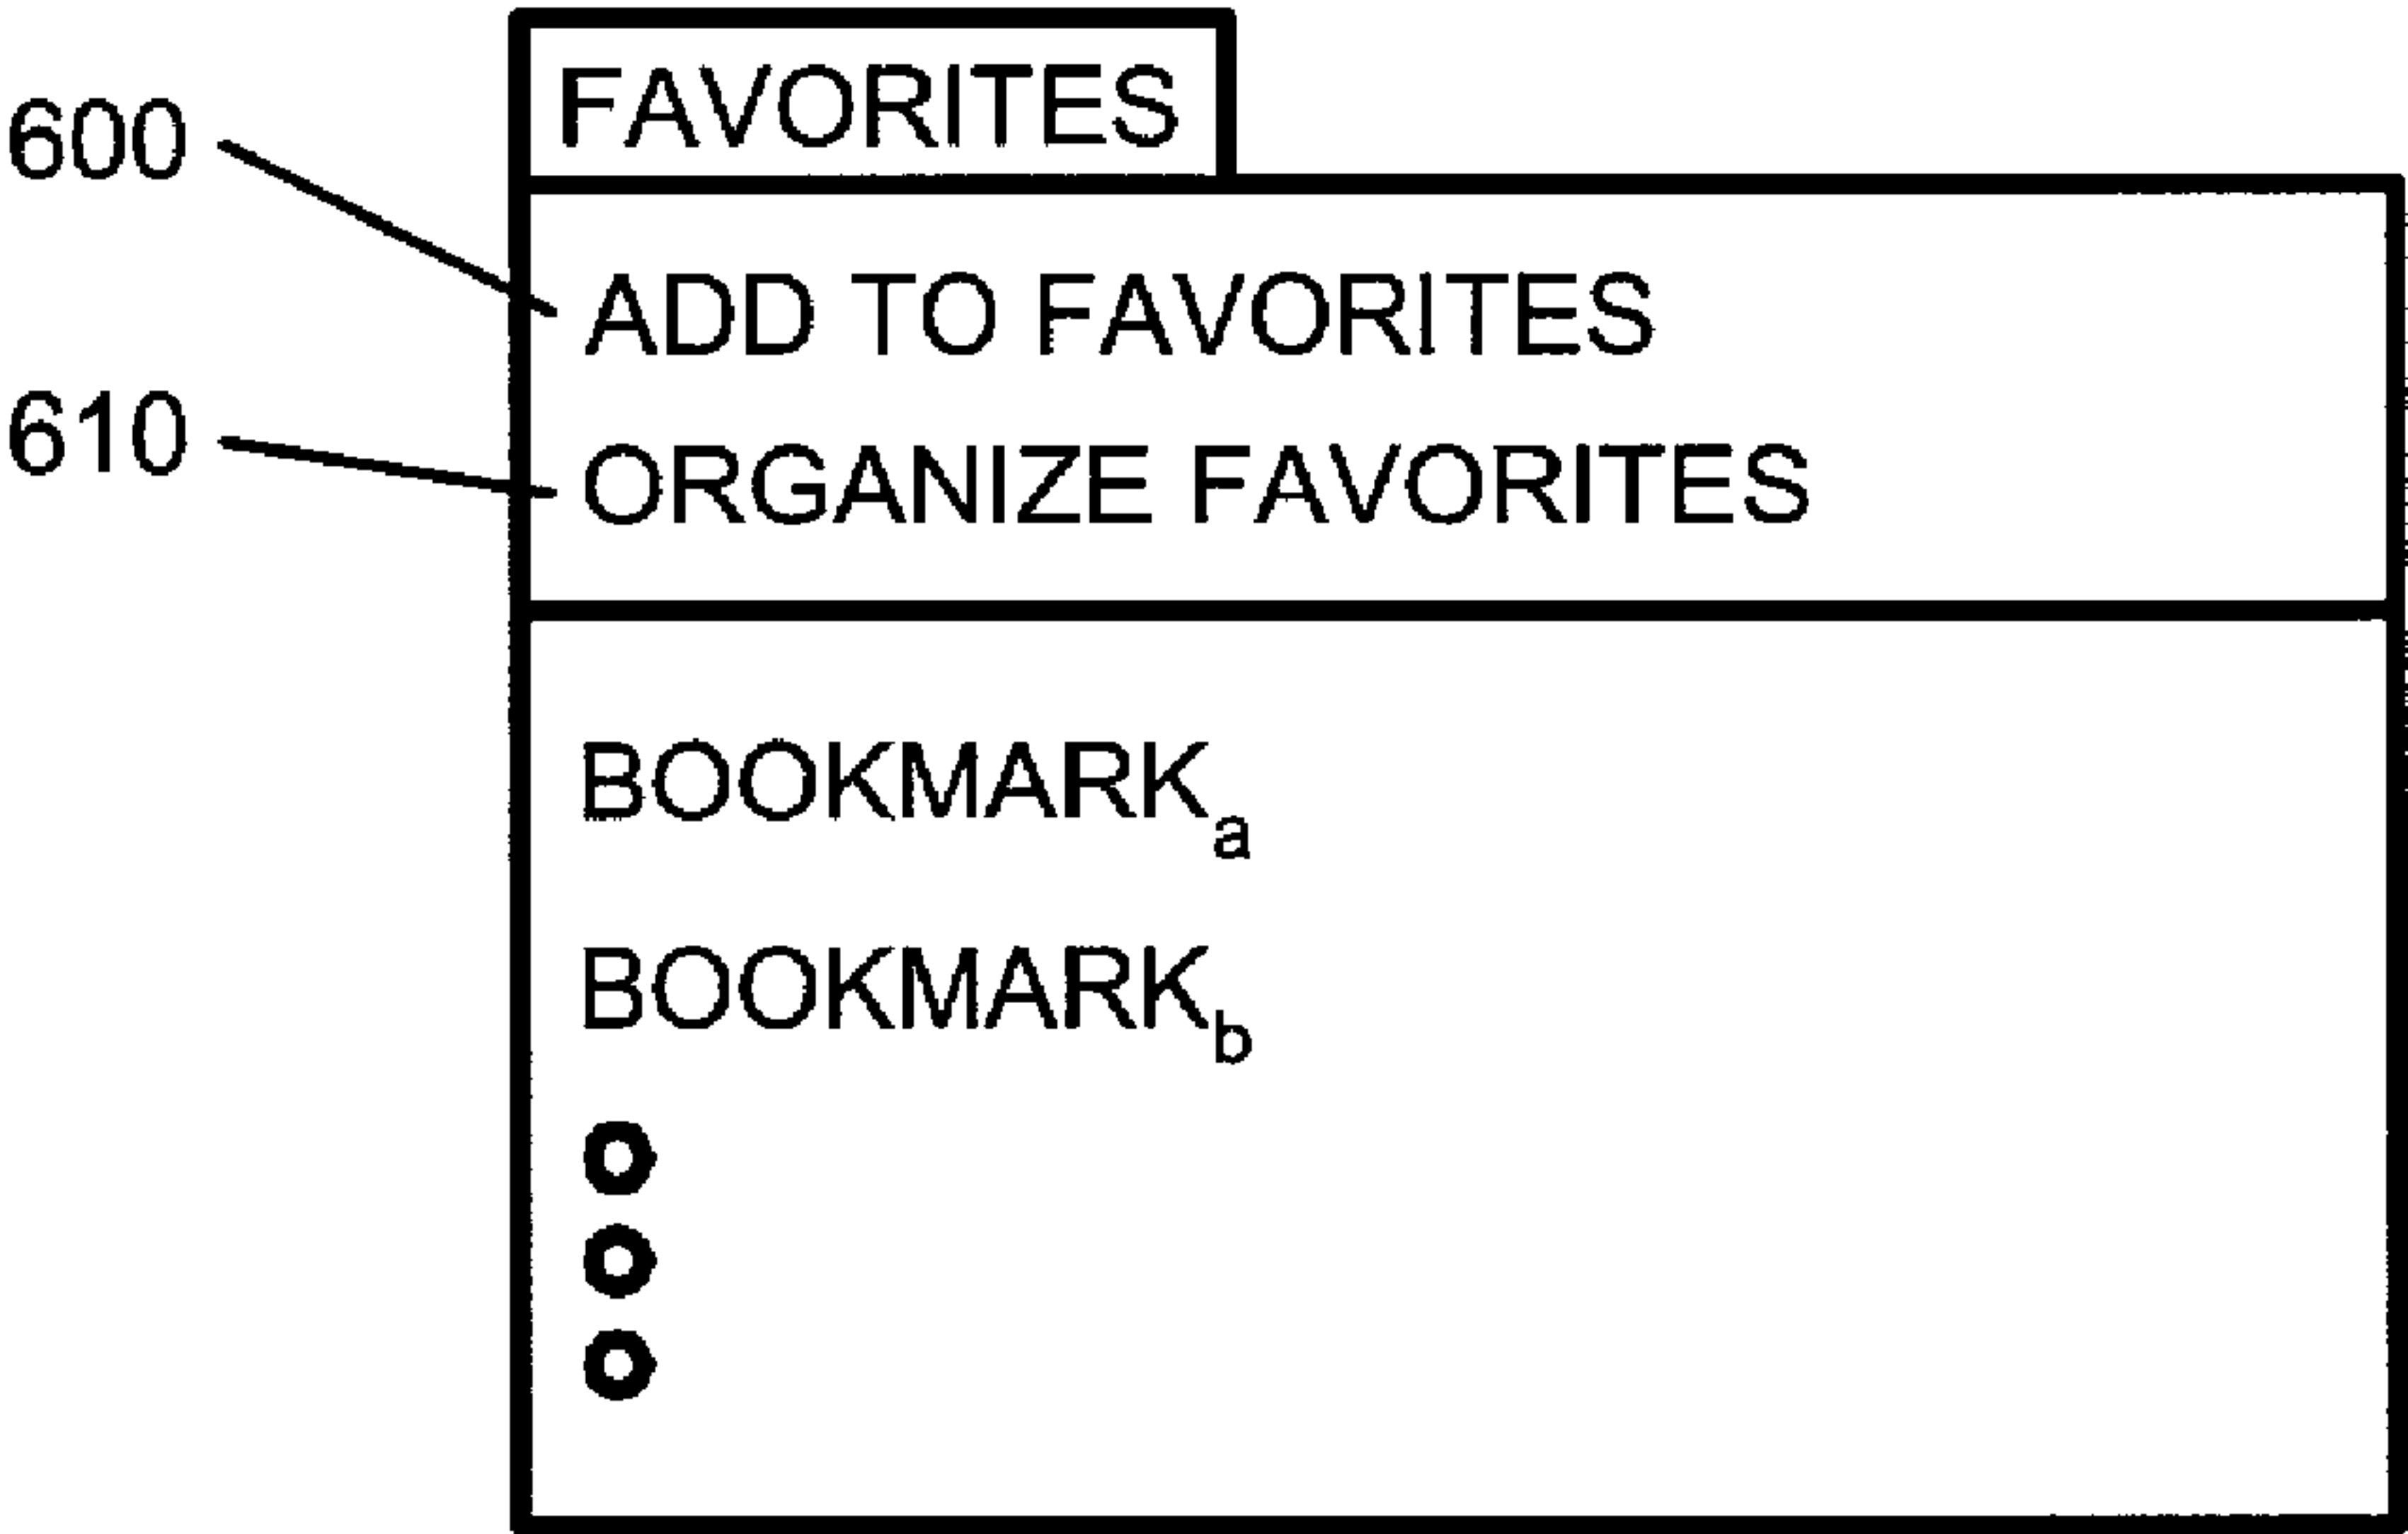 FAVORITES
600
ADD TO FAVORITES
610
ORGANIZE FAVORITES
BOOKMARKa
BOOKMARKb